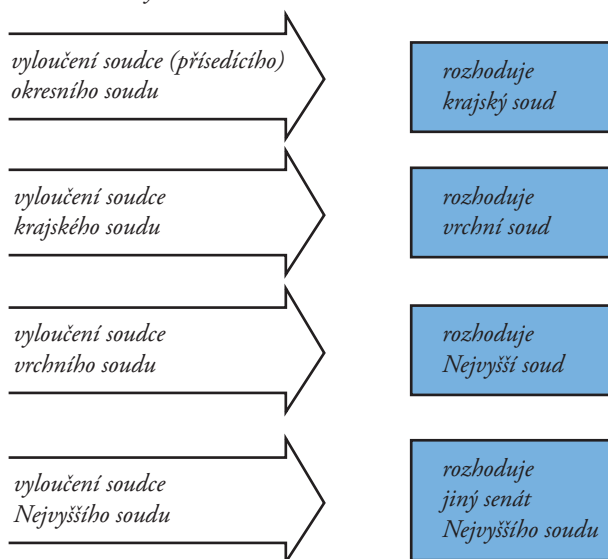 vyloučení soudce (přísedícího)
okresního soudu
rozhoduje
krajský soud
vyloučení soudce
krajského soudu
rozhoduje
vrchní soud
vyloučení soudce
vrchního soudu
rozhoduje
Nejvyšší soud
vyloučení soudce
Nejvyššího soudu
rozhoduje
jiný senát
Nejvyššího soudu